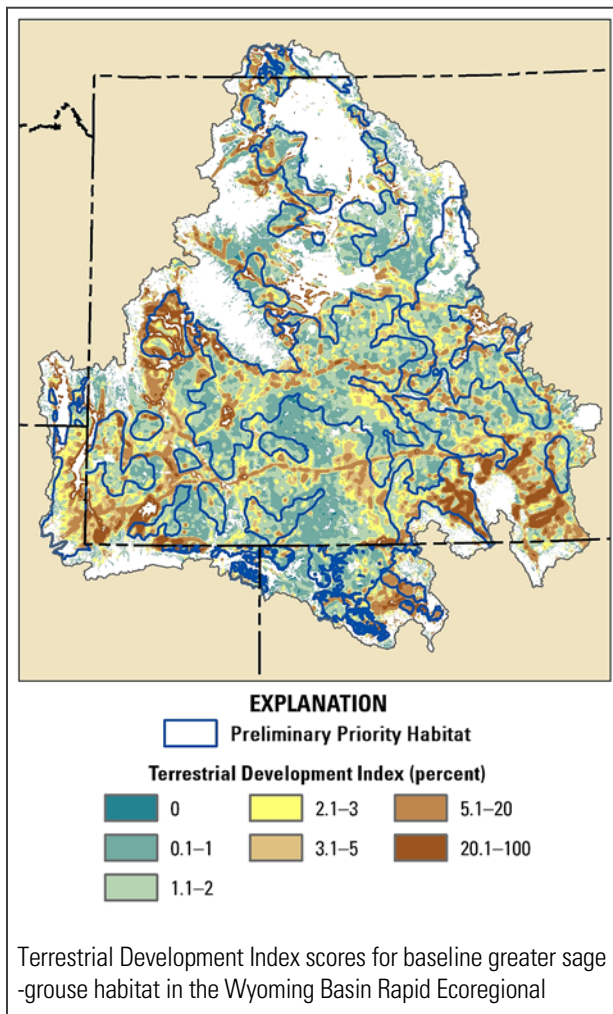 EXPLANATION
Preliminary Priority Habitat
Terrestrial Development Index (percent)
0
2.1–3
5.1–20
0.1–1
3.1–5
20.1–100
1.1–2
Terrestrial Development Index scores for baseline greater sage
-grouse habitat in the Wyoming Basin Rapid Ecoregional